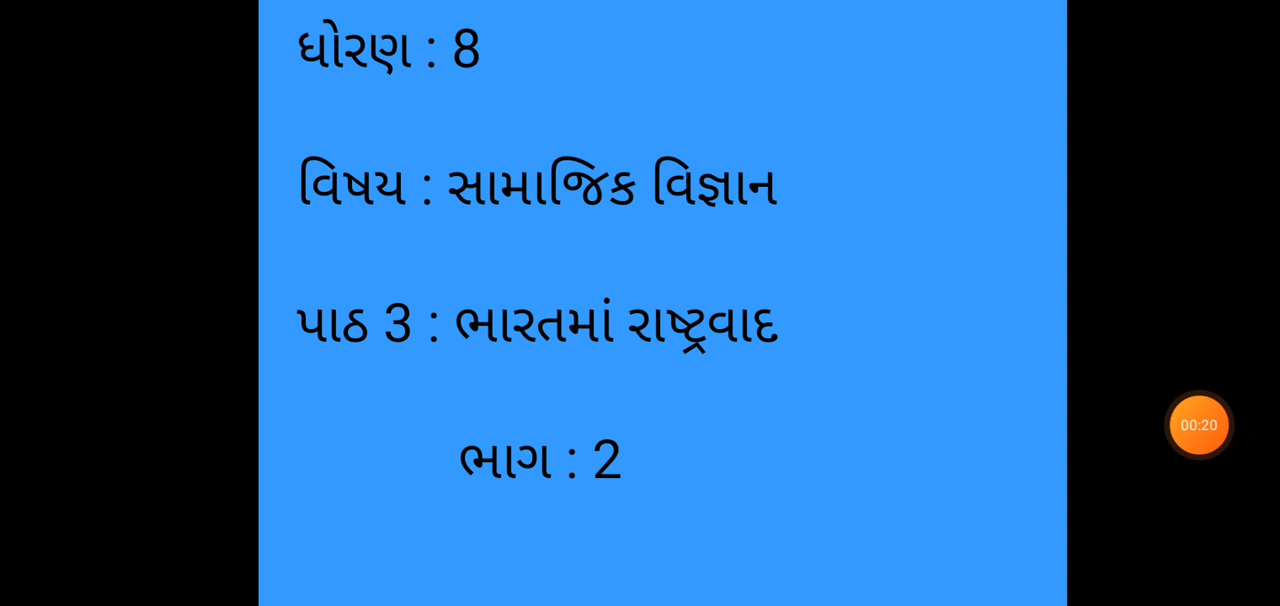 ધોરણ : 8
વિષય : સામાજિક વિજ્ઞાન
પાઠ 3 : ભારતમાં રાષ્ટ્રવાદ
ભાગ : 2
00:20